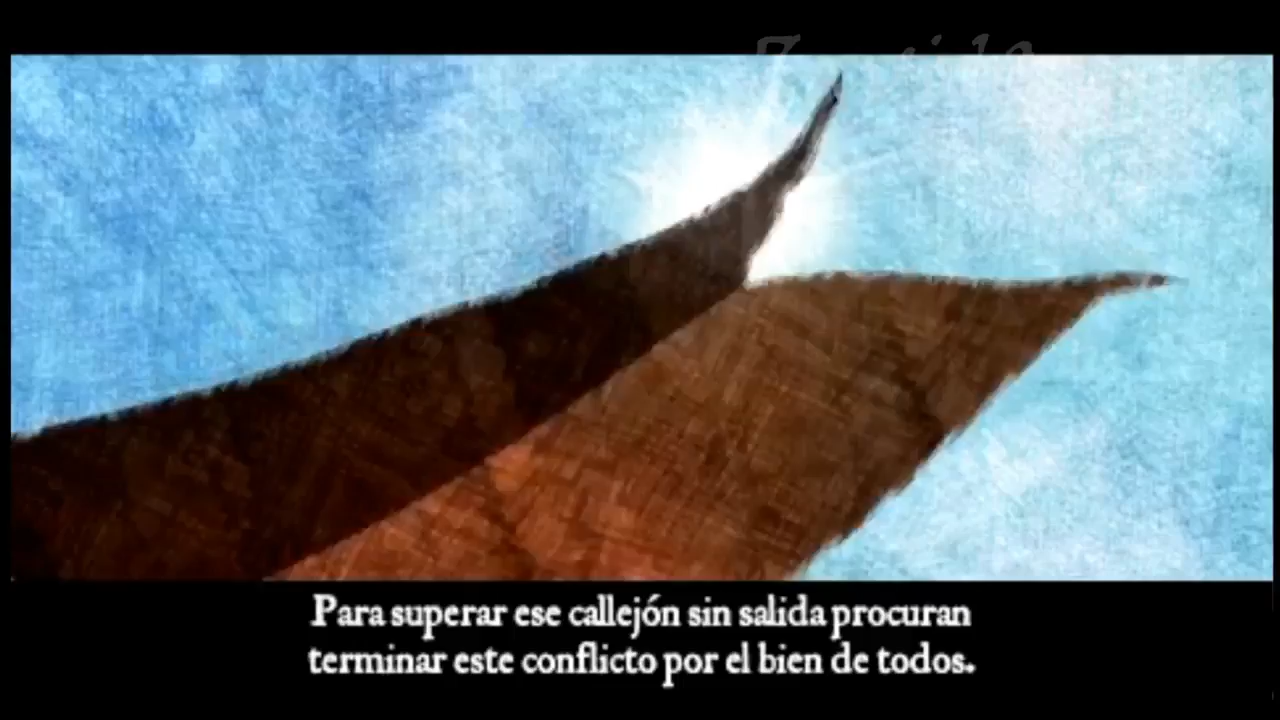 Para superar ese callejón sin salida procuran
terminar este conflicto por el bien de todos.